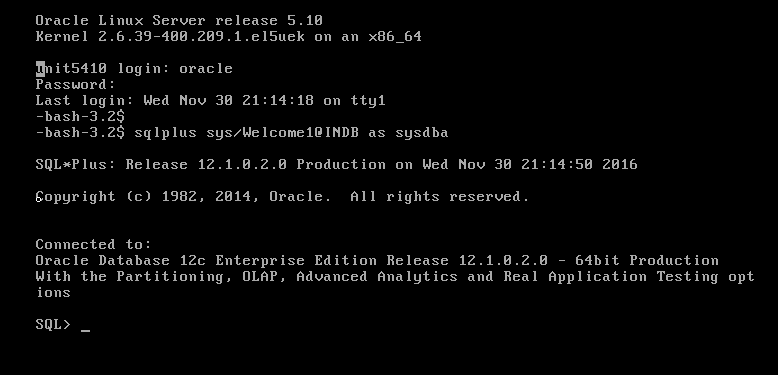 Oracle Linux Server release 5.10
Kernel 2.6.39-400.209.1.el5uek on an x86_64
unit5410 login: oracle
Password:
Last login: Wed Nov 30 21:14:18 on tty1
-bash-3.2$
-bash-3.2$ sqlplus sys/Welcome1@INDB as sysdba
SQL*Plus: Release 12.1.0.2.0 Production on Wed Nov 30 21:14:50 2016
Copyright (c) 1982, 2014, Oracle.  All rights reserved.
Connected to:
Oracle Database 12c Enterprise Edition Release 12.1.0.2.0 - 64bit Production
With the Partitioning, OLAP, Advanced Analytics and Real Application Testing opt
ions
SQL> _